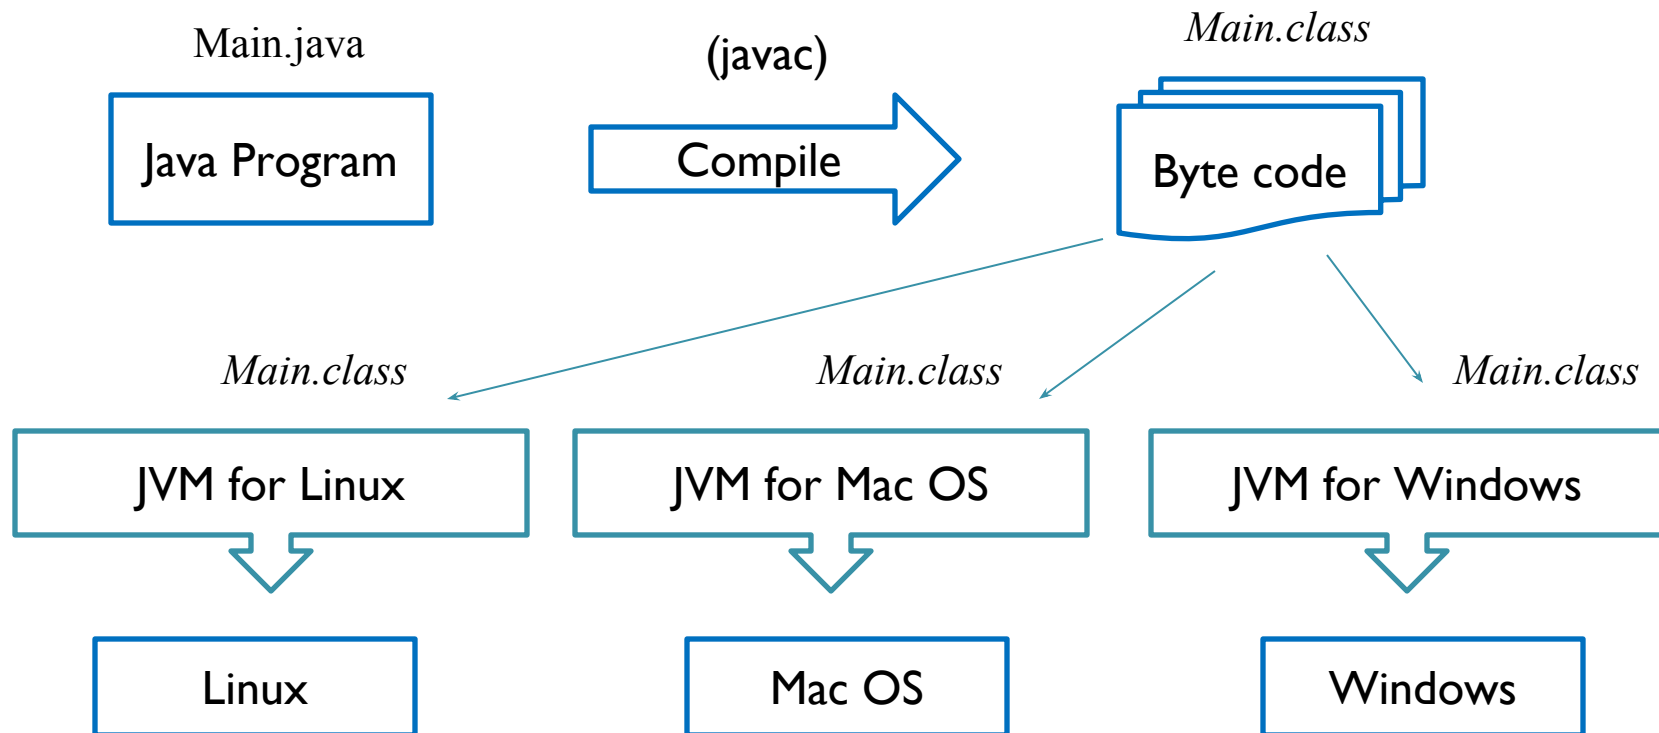 Main.java
(javac)
Main.class
Java Program
Compile
Byte code
Main.class
Main.class
Main.class
JVM for Linux
JVM for Mac OS
JVM for Windows
Linux
Mac OS
Windows